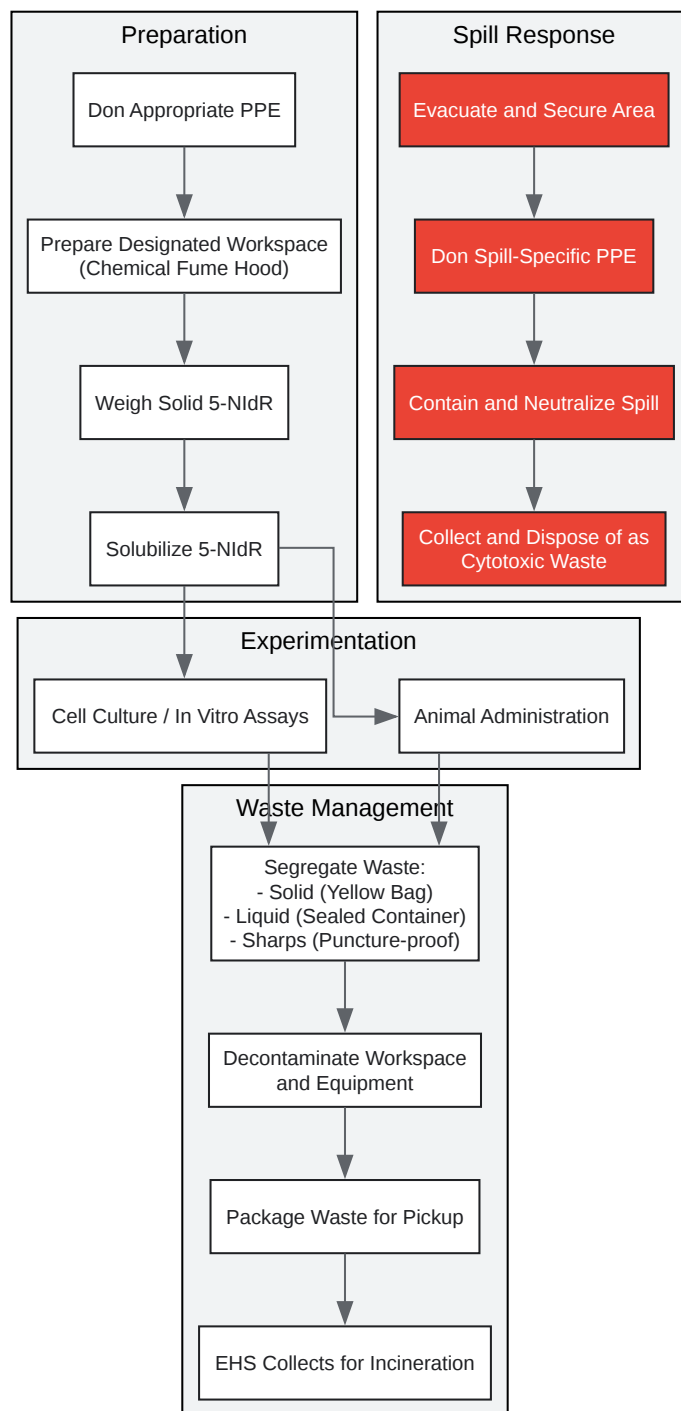 Preparation
Don Appropriate PPE
Prepare Designated Workspace
(Chemical Fume Hood)
Weigh Solid 5-NIdR
Solubilize 5-NIdR
Spill Response
Evacuate and Secure Area
Don Spill-Specific PPE
Contain and Neutralize Spill
Collect and Dispose of as
Cytotoxic Waste
Experimentation
Cell Culture / In Vitro Assays
Animal Administration
Waste Management
Segregate Waste:
- Solid (Yellow Bag)
- Liquid (Sealed Container)
- Sharps (Puncture-proof)
Decontaminate Workspace
and Equipment
Package Waste for Pickup
EHS Collects for Incineration